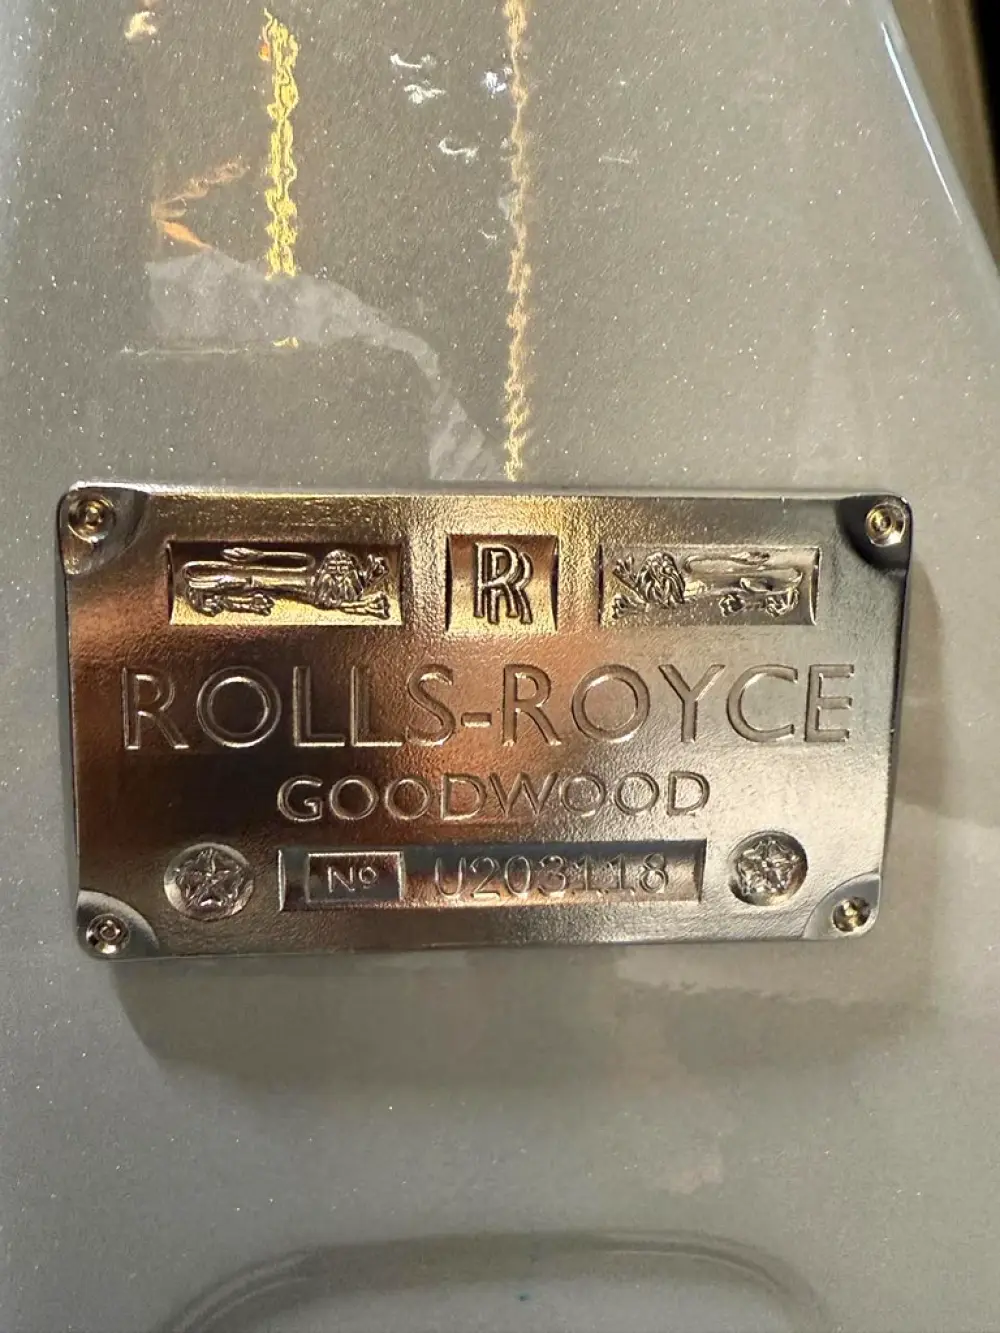 RR
ROLLS-ROYCE
GOODWOOD
Nº U203118